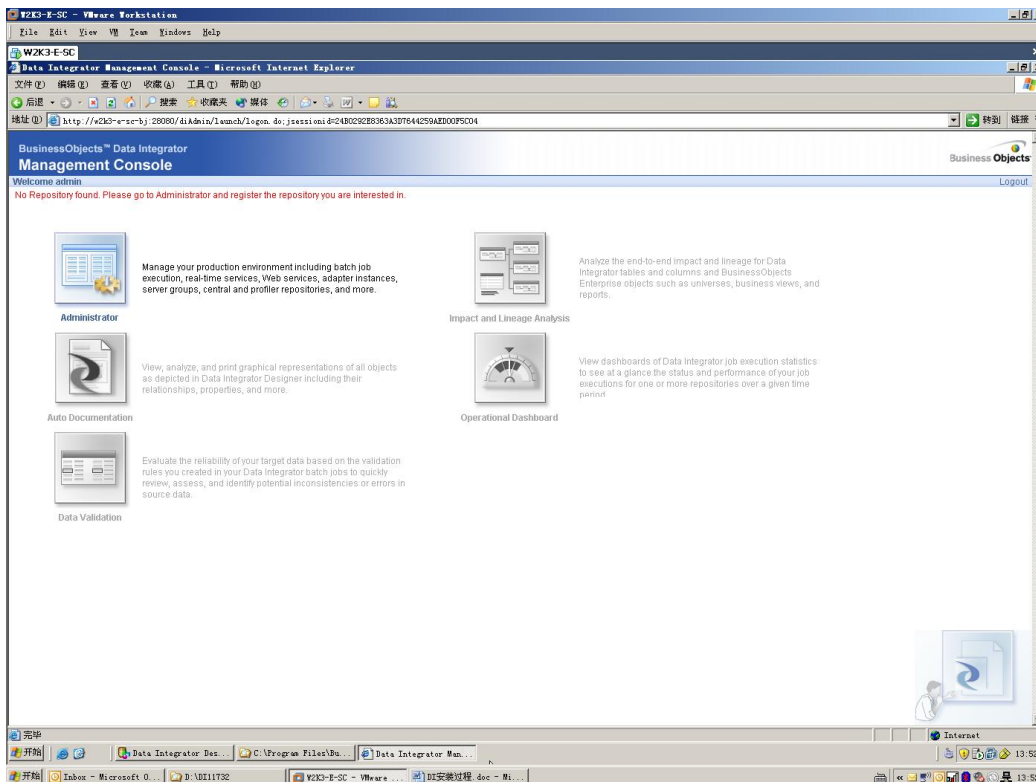 W2K3-E-SC - VMware Workstation
File Edit View VM Team Windows Help
W2K3-E-SC
Data Integrator Management Console - Microsoft Internet Explorer
文件(F) 编辑(E) 查看(V) 收藏(A) 工具(T) 帮助(H)
后退 搜索 收藏夹 媒体
地址(D) http://w2k3-e-sc-bj:28080/diAdmin/launch/logon.do;jsessionid=24B0292E8363A3D7644259AED00F5C04 转到 链接
BusinessObjects™ Data Integrator
Management Console
Business Objects
Welcome admin Logout
No Repository found. Please go to Administrator and register the repository you are interested in.
Manage your production environment including batch job
execution, real-time services, Web services, adapter instances,
server groups, central and profiler repositories, and more.
Administrator
Analyze the end-to-end impact and lineage for Data
Integrator tables and columns and BusinessObjects
Enterprise objects such as universes, business views, and
reports.
Impact and Lineage Analysis
View, analyze, and print graphical representations of all objects
as depicted in Data Integrator Designer including their
relationships, properties, and more.
Auto Documentation
View dashboards of Data Integrator job execution statistics
to see at a glance the status and performance of your job
executions for one or more repositories over a given time
period.
Operational Dashboard
Evaluate the reliability of your target data based on the validation
rules you created in your Data Integrator batch jobs to quickly
review, assess, and identify potential inconsistencies or errors in
source data.
Data Validation
完毕 Internet
开始 Data Integrator Des... C:\Program Files\Bu... Data Integrator Man... 13:52
开始 Inbox - Microsoft O... D:\DI11732 W2K3-E-SC - VMware ... DI安装过程.doc - Mi...